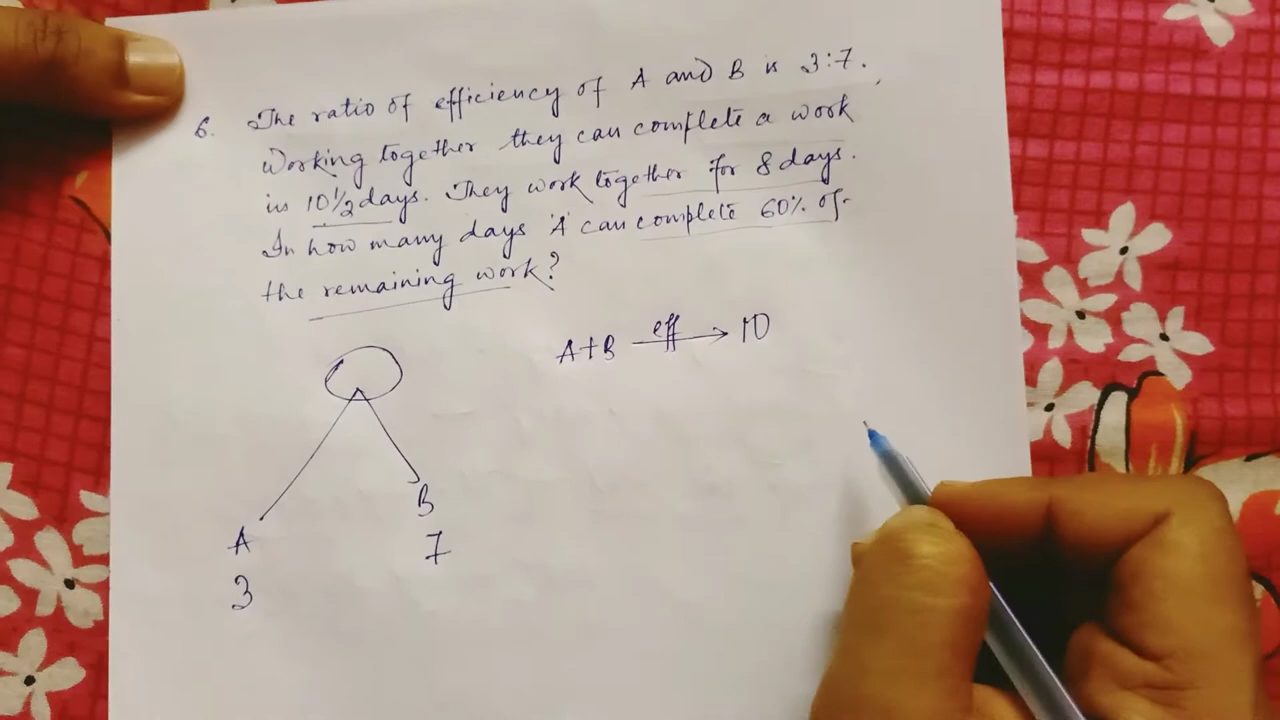 6. The ratio of efficiency of A and B is 3:7.
Working together they can complete a work
in 10 1/2 days. They work together for 8 days.
In how many days 'A' can complete 60% of
the remaining work?
A+B eff → 10
B
7
A
3